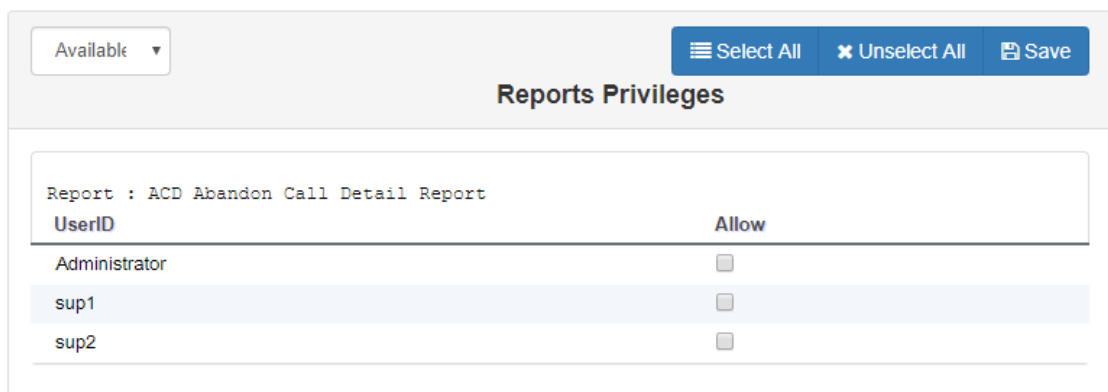 Available Select All Unselect All Save
Reports Privileges
Report : ACD Abandon Call Detail Report
UserID Allow
Administrator
sup1
sup2